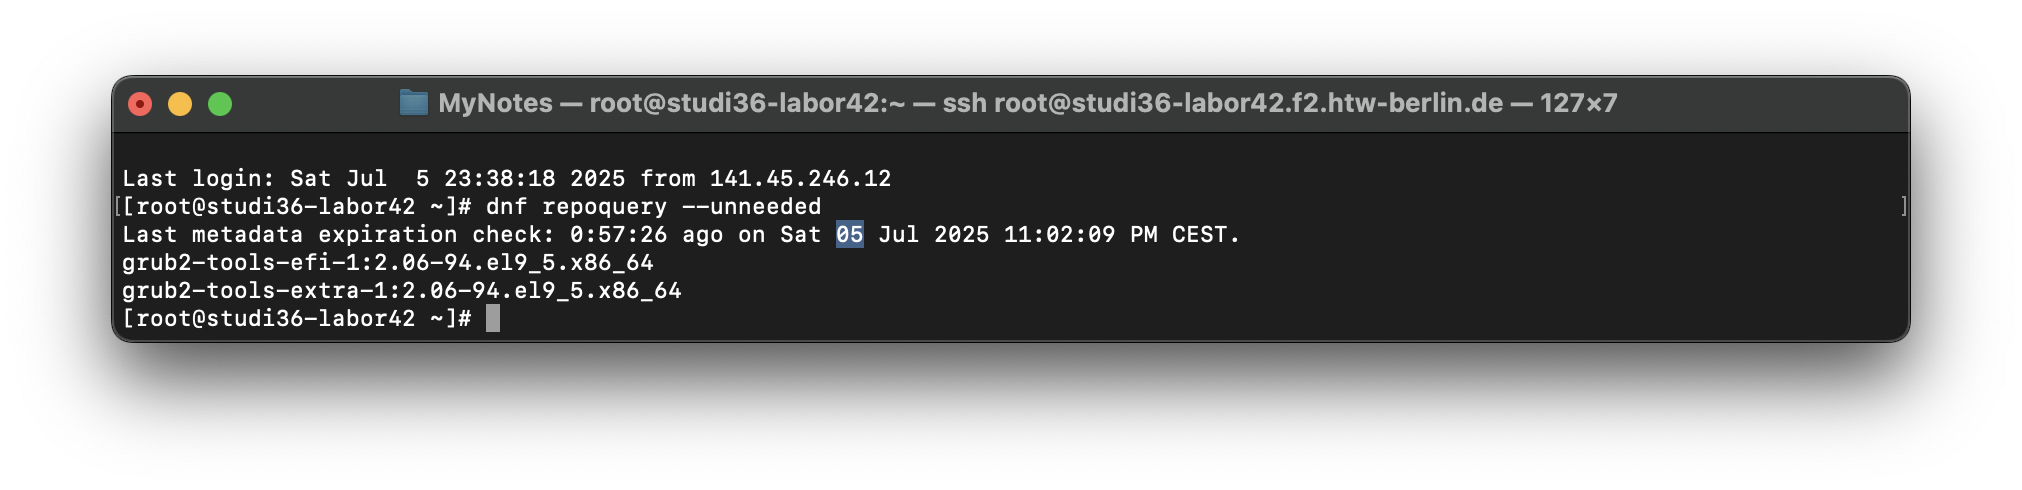 MyNotes — root@studi36-labor42:~ — ssh root@studi36-labor42.f2.htw-berlin.de — 127×7
Last login: Sat Jul  5 23:38:18 2025 from 141.45.246.12
[[root@studi36-labor42 ~]# dnf repoquery --unneeded ]
Last metadata expiration check: 0:57:26 ago on Sat 05 Jul 2025 11:02:09 PM CEST.
grub2-tools-efi-1:2.06-94.el9_5.x86_64
grub2-tools-extra-1:2.06-94.el9_5.x86_64
[root@studi36-labor42 ~]#